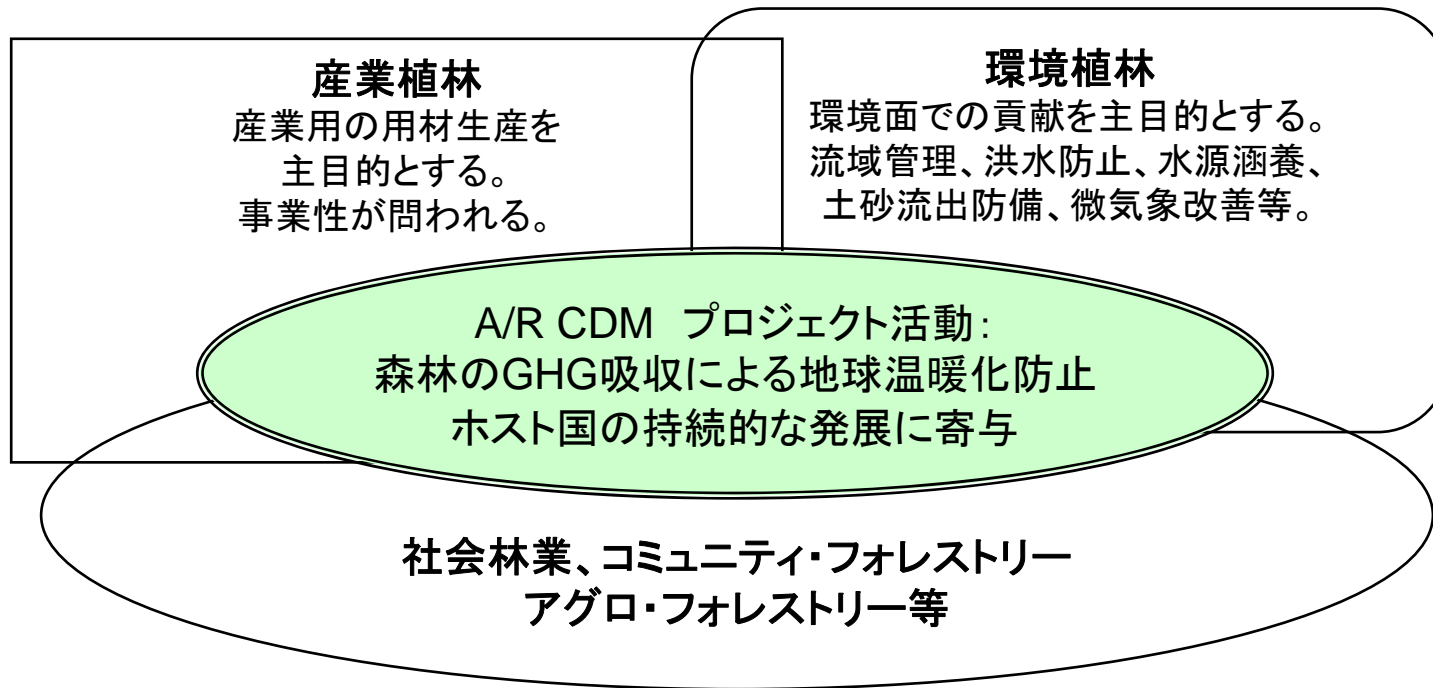 産業植林
産業用の用材生産を
主目的とする。
事業性が問われる。
環境植林
環境面での貢献を主目的とする。
流域管理、洪水防止、水源涵養、
土砂流出防備、微気象改善等。
A/R CDM　プロジェクト活動：
森林のGHG吸収による地球温暖化防止
ホスト国の持続的な発展に寄与
社会林業、コミュニティ・フォレストリー
アグロ・フォレストリー等